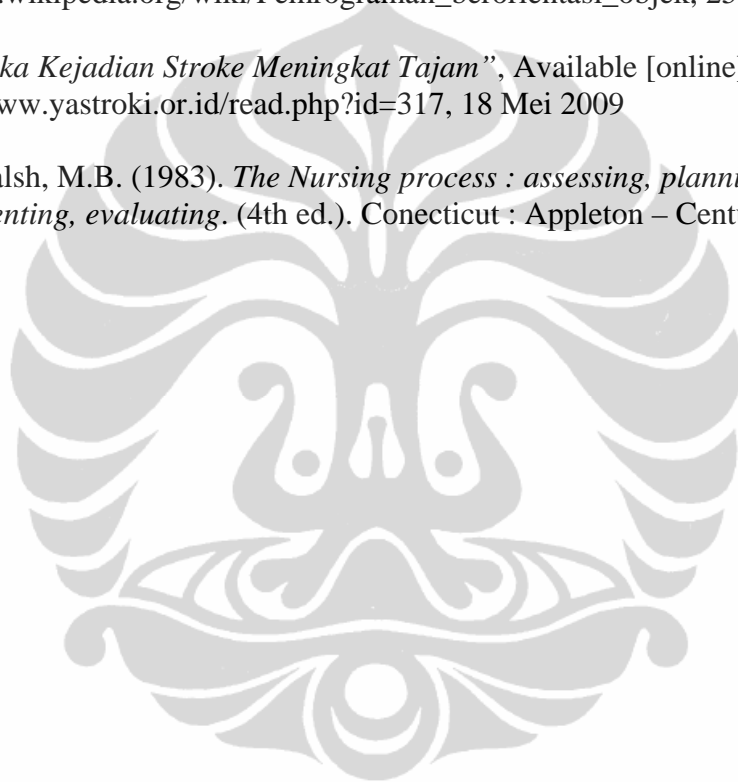 .wikipedia.org/wiki/Pemrograman_berorientasi_objek, 23
ka Kejadian Stroke Meningkat Tajam”, Available [online]
ww.yastroki.or.id/read.php?id=317, 18 Mei 2009
alsh, M.B. (1983). The Nursing process : assessing, planni
enting, evaluating. (4th ed.). Conecticut : Appleton – Cent